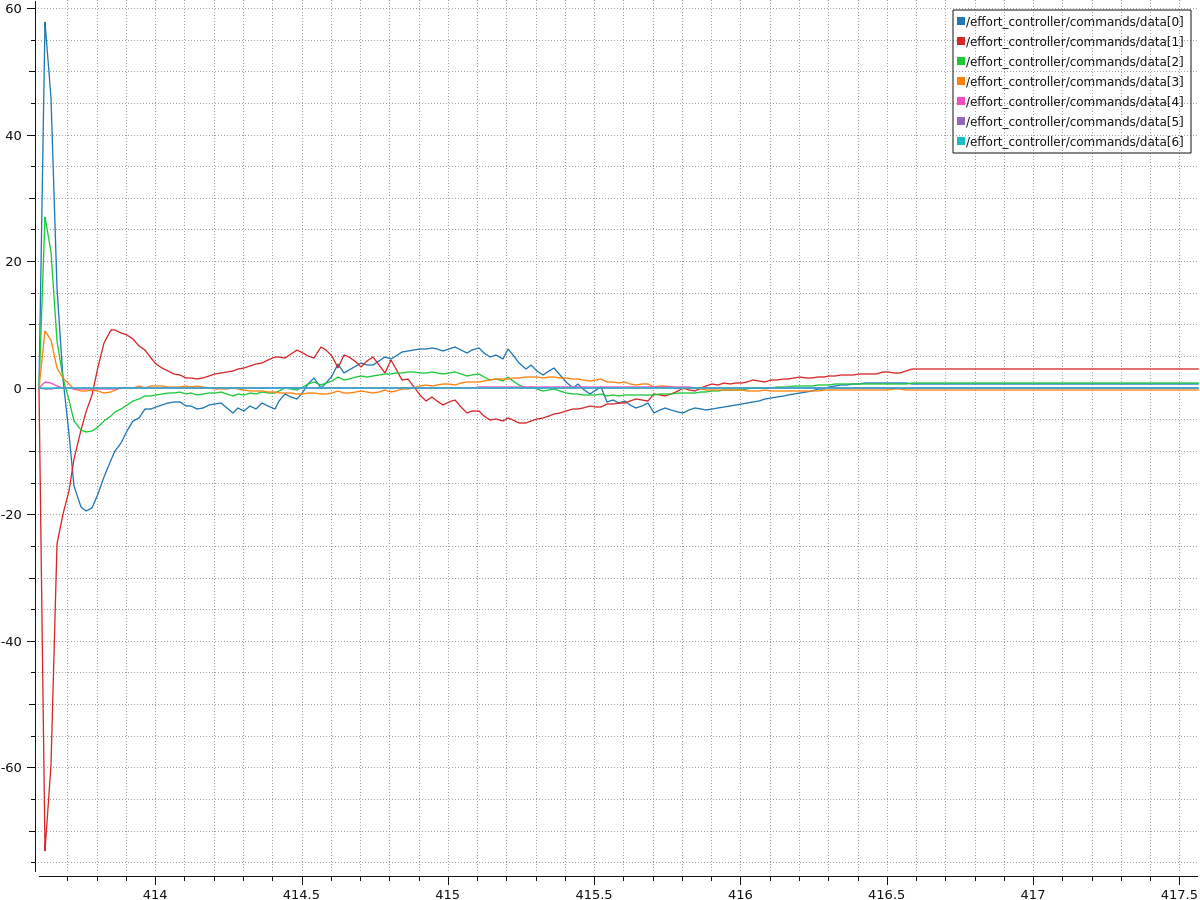 60
40
20
0
-20
-40
-60
/effort_controller/commands/data[0]
/effort_controller/commands/data[1]
/effort_controller/commands/data[2]
/effort_controller/commands/data[3]
/effort_controller/commands/data[4]
/effort_controller/commands/data[5]
/effort_controller/commands/data[6]
414 414.5 415 415.5 416 416.5 417 417.5